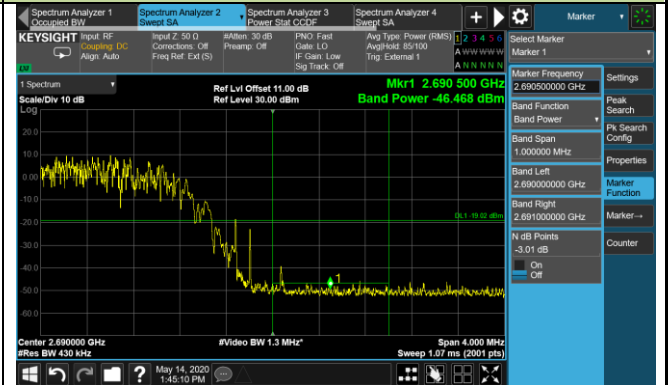 Spectrum Analyzer 1
Occupied BW
Spectrum Analyzer 2
Swept SA
Spectrum Analyzer 3
Power Stat CCDF
Spectrum Analyzer 4
Swept SA
Marker
KEYSIGHT
Input: RF
Coupling: DC
Align: Auto
Input Z: 50 Ω
Corrections: Off
Freq Ref: Ext (S)
#Atten: 30 dB
Preamp: Off
PNO: Fast
Gate: LO
IF Gain: Low
Sig Track: Off
Avg Type: Power (RMS)
Avg|Hold: 85/100
Trig: External 1
1 2 3 4 5 6
A W W W W W
A N N N N N
Select Marker
Marker 1
1 Spectrum
Scale/Div 10 dB
Log
Ref Lvl Offset 11.00 dB
Ref Level 30.00 dBm
Mkr1 2.690 500 GHz
Band Power -46.468 dBm
20.0
10.0
0.00
-10.0
-20.0
-30.0
-40.0
-50.0
-60.0
DL1 -19.02 dBm
1
Center 2.690000 GHz
#Res BW 430 kHz
#Video BW 1.3 MHz*
Span 4.000 MHz
Sweep 1.07 ms (2001 pts)
Marker Frequency
2.690500000 GHz
Band Function
Band Power
Band Span
1.000000 MHz
Band Left
2.690000000 GHz
Band Right
2.691000000 GHz
N dB Points
-3.01 dB
On
Off
Settings
Peak
Search
Pk Search
Config
Properties
Marker
Function
Marker→
Counter
May 14, 2020
1:45:10 PM